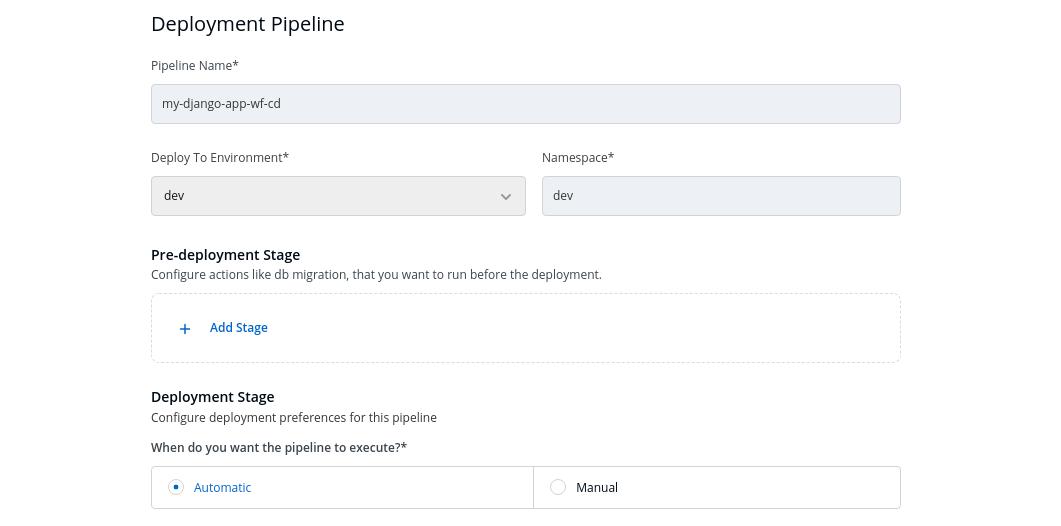 Deployment Pipeline
Pipeline Name*
my-django-app-wf-cd
Deploy To Environment*
Namespace*
dev
dev
Pre-deployment Stage
Configure actions like db migration, that you want to run before the deployment.
+ Add Stage
Deployment Stage
Configure deployment preferences for this pipeline
When do you want the pipeline to execute?*
Automatic
Manual